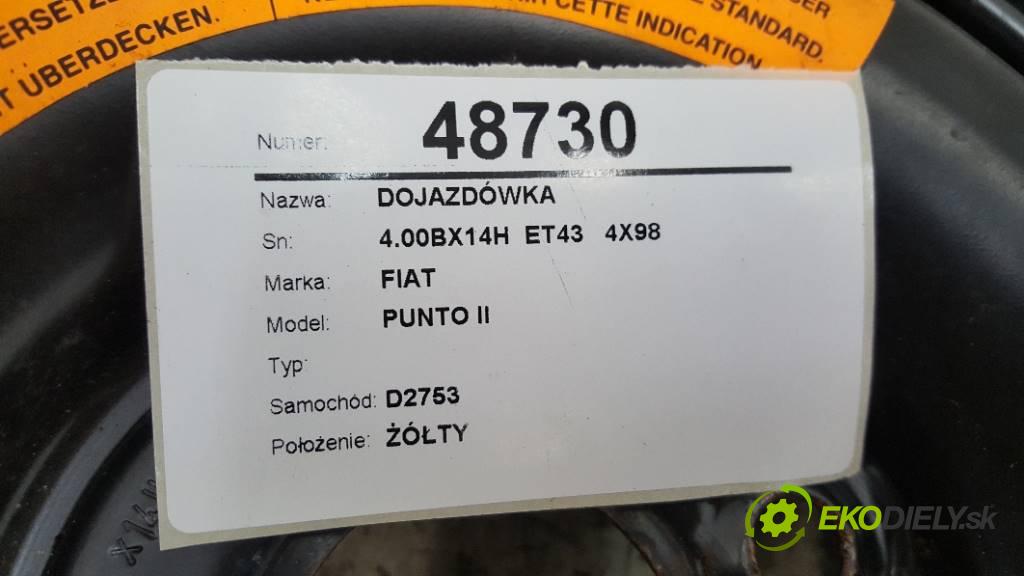 STANDARD.
CETTE INDICATION
ÜBERDECKEN.
Numer: 48730
Nazwa: DOJAZDÓWKA
Sn: 4.00BX14H ET43 4X98
Marka: FIAT
Model: PUNTO II
Typ:
Samochód: D2753
Położenie: ŻÓŁTY
EKODIELY.sk